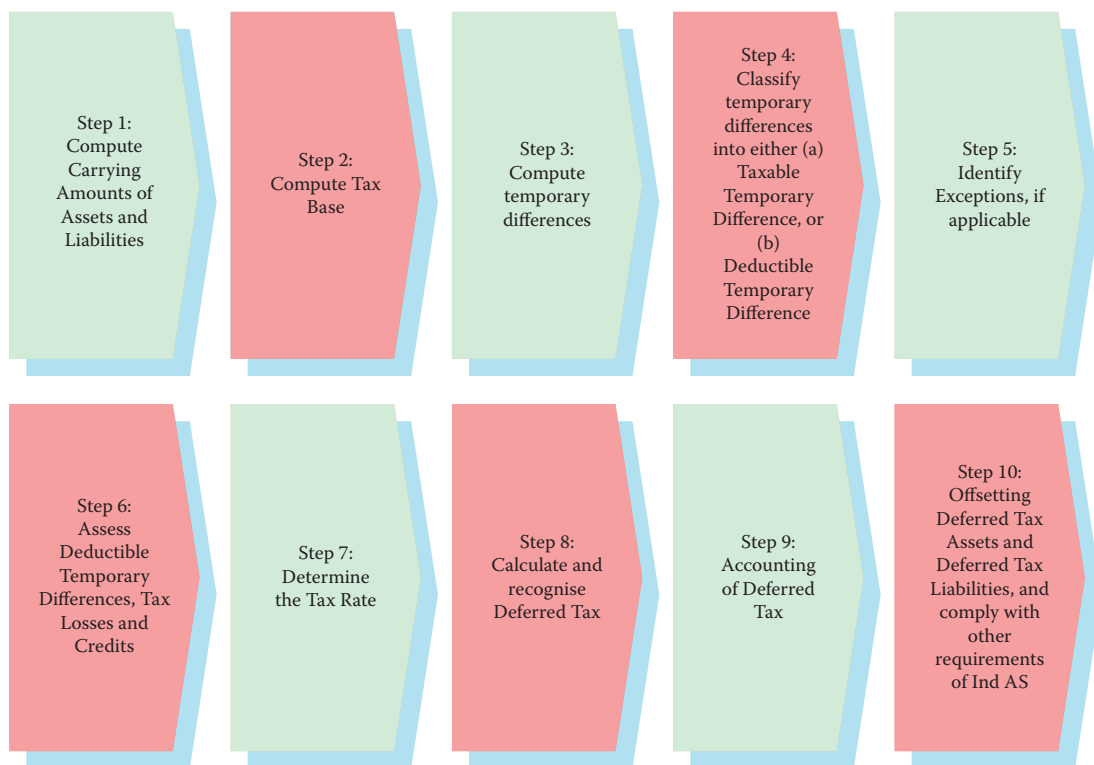 Step 1:
Compute
Carrying
Amounts of
Assets and
Liabilities
Step 2:
Compute Tax
Base
Step 3:
Compute
temporary
differences
Step 4:
Classify
temporary
differences
into either (a)
Taxable
Temporary
Difference, or
(b)
Deductible
Temporary
Difference
Step 5:
Identify
Exceptions, if
applicable
Step 6:
Assess
Deductible
Temporary
Differences, Tax
Losses and
Credits
Step 7:
Determine
the Tax Rate
Step 8:
Calculate and
recognise
Deferred Tax
Step 9:
Accounting
of Deferred
Tax
Step 10:
Offsetting
Deferred Tax
Assets and
Deferred Tax
Liabilities, and
comply with
other
requirements
of Ind AS